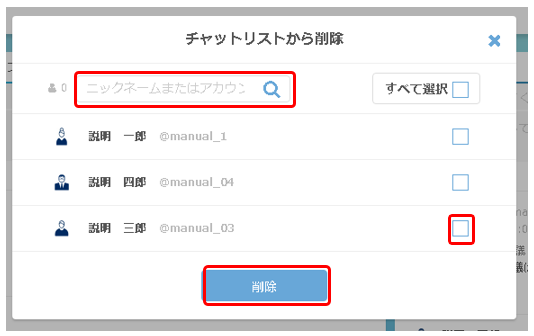 チャットリストから削除
0
ニックネームまたはアカウン
すべて選択
説明 一郎 @manual_1
説明 四郎 @manual_04
説明 三郎 @manual_03
削除